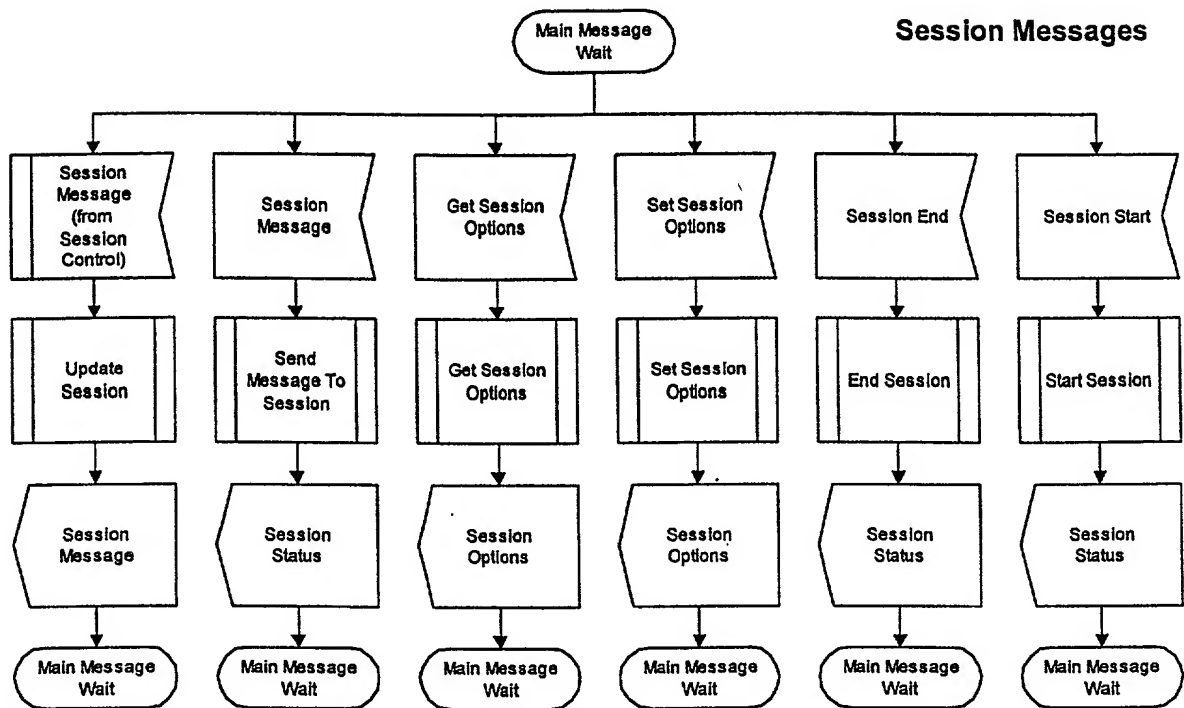 Session Messages
Main Message
Wait
Session
Message
(from
Session
Control)
Session
Message
Get Session
Options
Set Session
Options
Session End
Session Start
Update
Session
Send
Message To
Session
Get Session
Options
Set Session
Options
End Session
Start Session
Session
Message
Session
Status
Session
Options
Session
Options
Session
Status
Session
Status
Main Message
Wait
Main Message
Wait
Main Message
Wait
Main Message
Wait
Main Message
Wait
Main Message
Wait